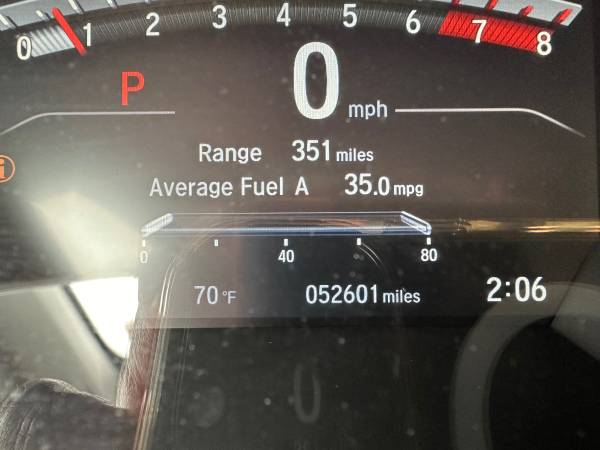 0 1 2 3 4 5 6 7 8
P
0 mph
Range 351 miles
i
Average Fuel A 35.0 mpg
0 40 80
70 °F 052601 miles 2:06
0